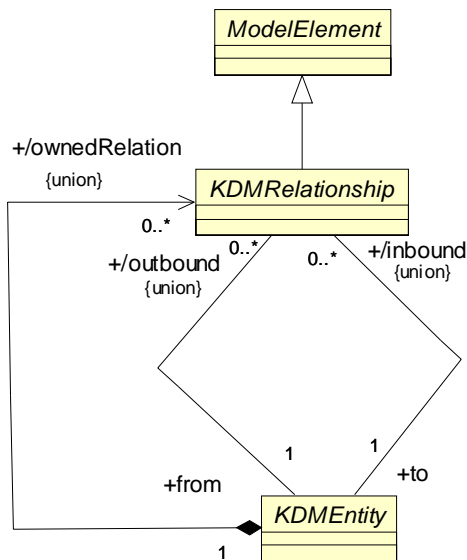 ModelElement
+/ownedRelation
{union}
KDMRelationship
0..*
0..*
0..*
+/outbound
{union}
+/inbound
{union}
1
1
+from
+to
KDMEntity
1